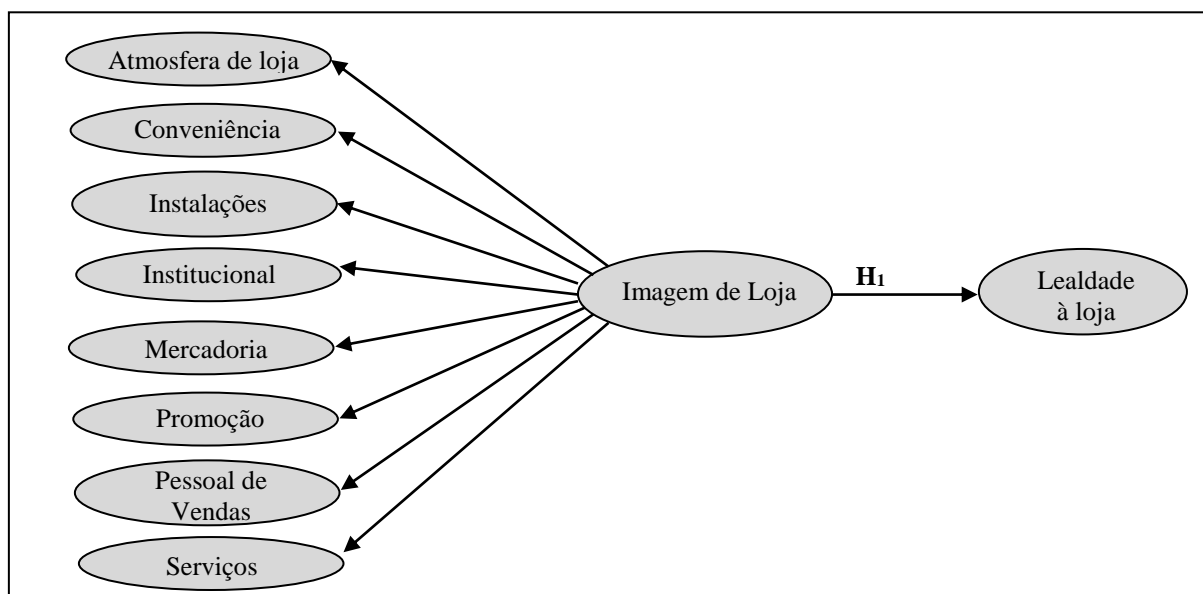 Atmosfera de loja
Conveniência
Instalações
Institucional
Mercadoria
Promoção
Pessoal de
Vendas
Serviços
Imagem de Loja
H1
Lealdade
à loja